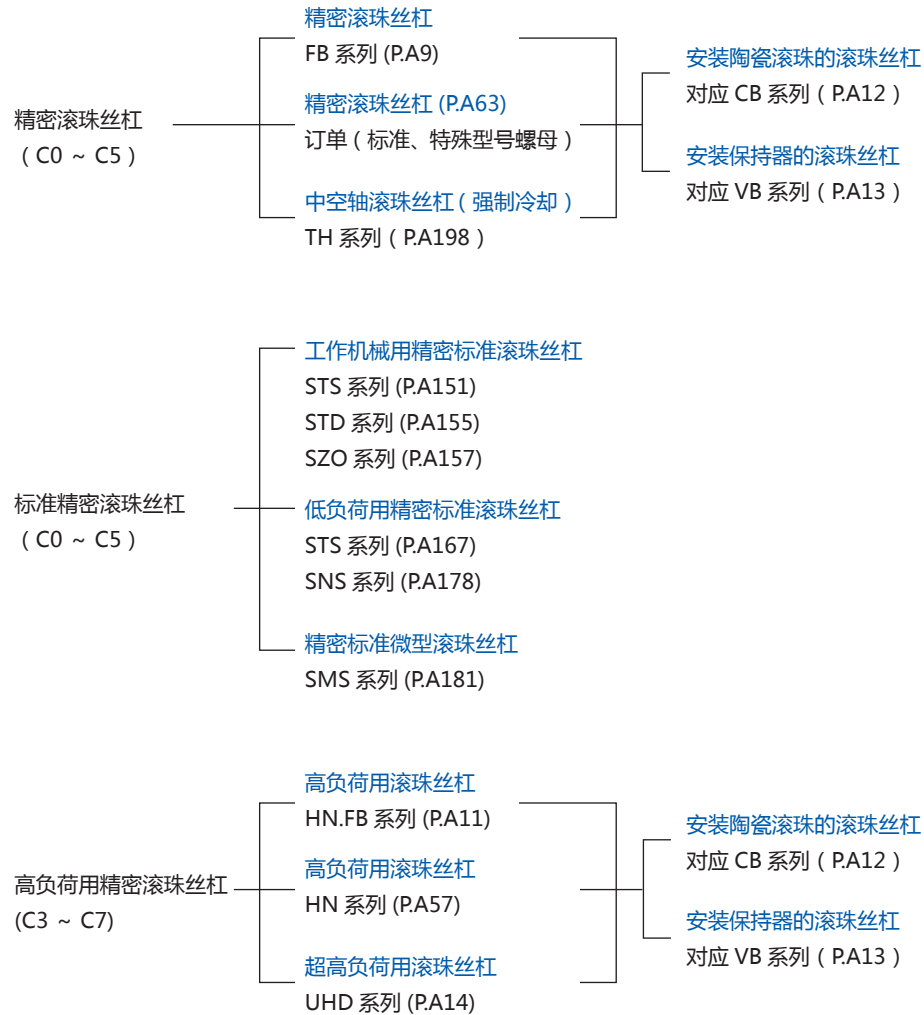 精密滚珠丝杠
（C0 ～ C5）
精密滚珠丝杠
FB 系列 (P.A9)
精密滚珠丝杠 (P.A63)
订单（标准、特殊型号螺母）
中空轴滚珠丝杠（强制冷却）
TH 系列（P.A198）
安装陶瓷滚珠的滚珠丝杠
对应 CB 系列（P.A12）
安装保持器的滚珠丝杠
对应 VB 系列（P.A13）
标准精密滚珠丝杠
（C0 ～ C5）
工作机械用精密标准滚珠丝杠
STS 系列 (P.A151)
STD 系列 (P.A155)
SZO 系列 (P.A157)
低负荷用精密标准滚珠丝杠
STS 系列 (P.A167)
SNS 系列 (P.A178)
精密标准微型滚珠丝杠
SMS 系列 (P.A181)
高负荷用精密滚珠丝杠
(C3 ～ C7)
高负荷用滚珠丝杠
HN.FB 系列 (P.A11)
高负荷用滚珠丝杠
HN 系列 (P.A57)
超高负荷用滚珠丝杠
UHD 系列 (P.A14)
安装陶瓷滚珠的滚珠丝杠
对应 CB 系列（P.A12）
安装保持器的滚珠丝杠
对应 VB 系列（P.A13）